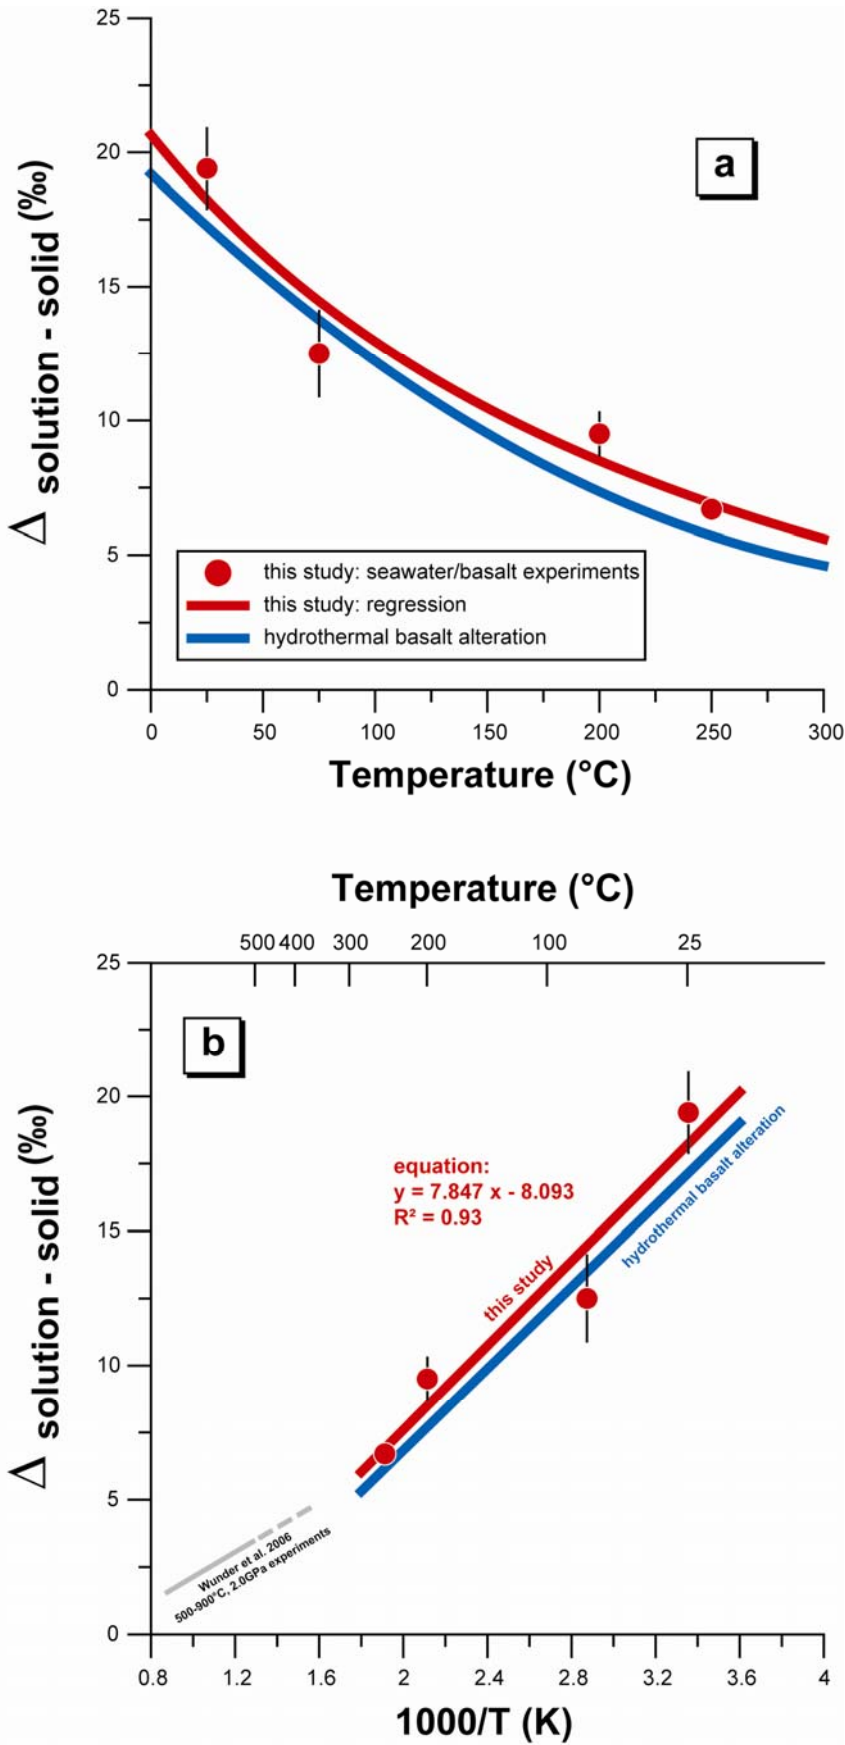 25
20
15
10
5
0
Δ solution - solid (‰)
a
this study: seawater/basalt experiments
this study: regression
hydrothermal basalt alteration
0 50 100 150 200 250 300
Temperature (°C)
Temperature (°C)
500 400 300 200 100 25
25
20
15
10
5
0
Δ solution - solid (‰)
b
equation:
y = 7.847 x - 8.093
R² = 0.93
this study
hydrothermal basalt alteration
Wunder et al. 2006
500-900°C, 2.0GPa experiments
0.8 1.2 1.6 2 2.4 2.8 3.2 3.6 4
1000/T (K)